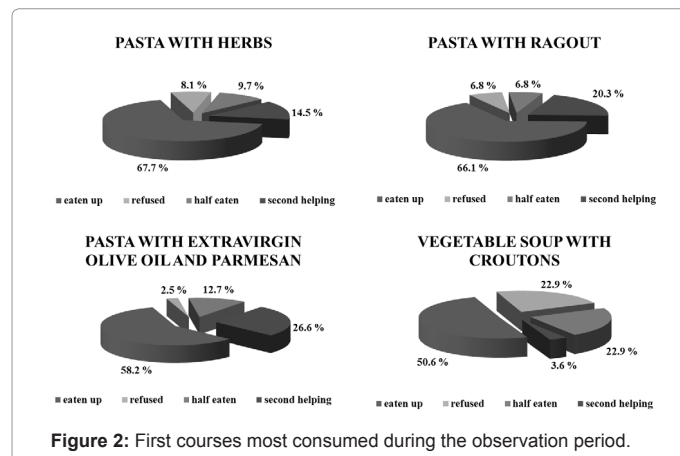 PASTA WITH HERBS
8.1 %
9.7 %
14.5 %
67.7 %
eaten up refused half eaten second helping
PASTA WITH RAGOUT
6.8 %
6.8 %
20.3 %
66.1 %
eaten up refused half eaten second helping
PASTA WITH EXTRAVIRGIN
OLIVE OIL AND PARMESAN
2.5 %
12.7 %
26.6 %
58.2 %
eaten up refused half eaten second helping
VEGETABLE SOUP WITH
CROUTONS
22.9 %
22.9 %
3.6 %
50.6 %
eaten up refused half eaten second helping
Figure 2: First courses most consumed during the observation period.